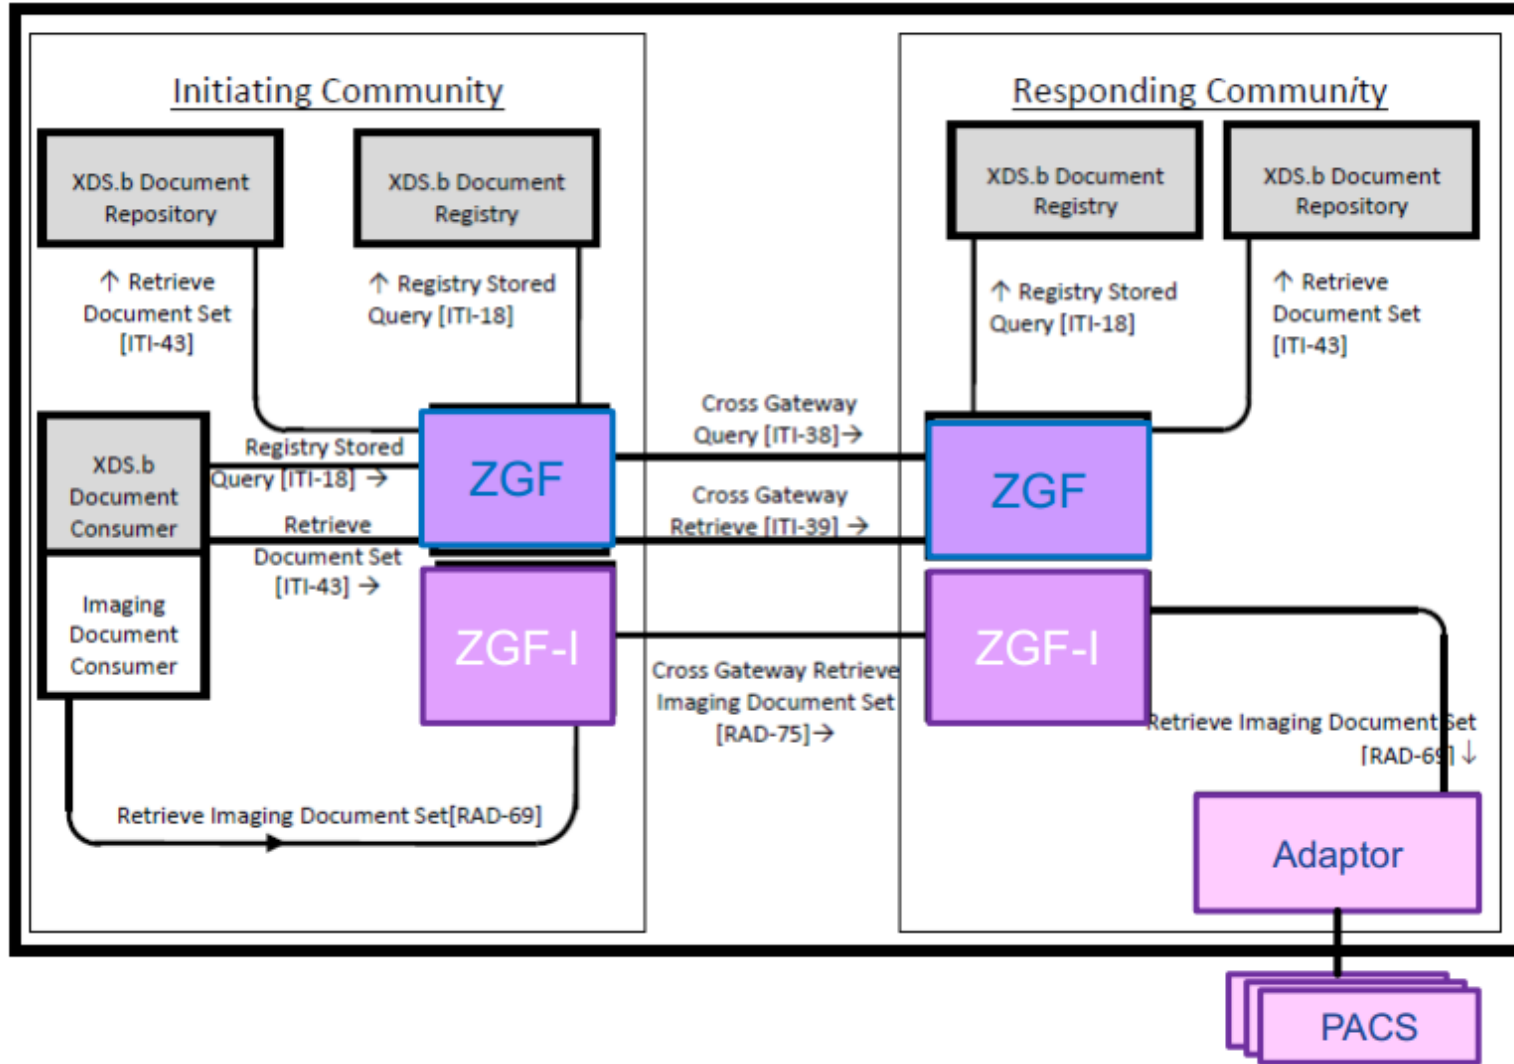 Initiating Community
XDS.b Document
Repository
XDS.b Document
Registry
↑ Retrieve
Document Set
[ITI-43]
↑ Registry Stored
Query [ITI-18]
XDS.b
Document
Consumer
Imaging
Document
Consumer
Registry Stored
Query [ITI-18] →
Retrieve
Document Set
[ITI-43] →
ZGF
ZGF-I
Retrieve Imaging Document Set[RAD-69]
Cross Gateway
Query [ITI-38]→
Cross Gateway
Retrieve [ITI-39]→
Cross Gateway Retrieve
Imaging Document Set
[RAD-75]→
Responding Community
XDS.b Document
Registry
XDS.b Document
Repository
↑ Registry Stored
Query [ITI-18]
↑ Retrieve
Document Set
[ITI-43]
ZGF
ZGF-I
Retrieve Imaging Document Set
[RAD-69] ↓
Adaptor
PACS